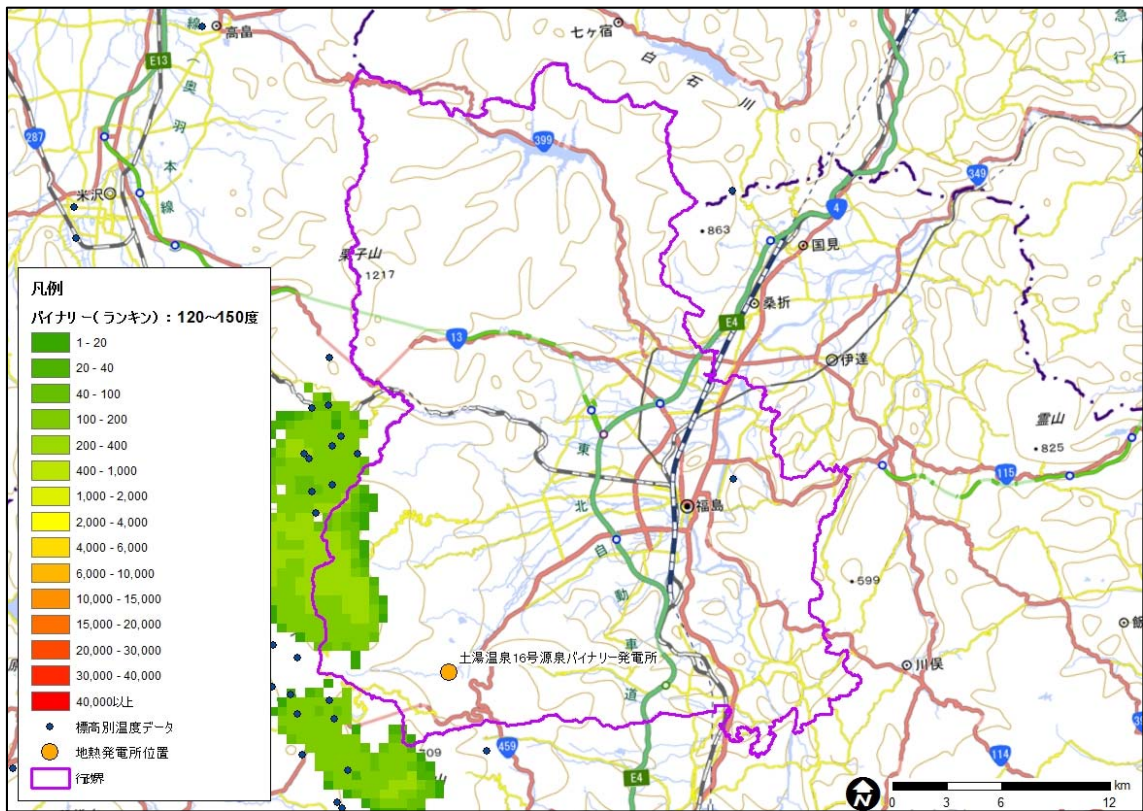 高畠
七ヶ宿
急
行
E13
線
(
奥
羽
本
線
白
石
川
287
399
349
米沢
4
863
国見
栗子山
1217
桑折
E4
13
伊達
霊山
825
115
東
北
自
動
車
道
福島
599
飯
土湯温泉16号源泉バイナリー発電所
川俣
459
114
E4
凡例
バイナリー(ランキン):120~150度
1 - 20
20 - 40
40 - 100
100 - 200
200 - 400
400 - 1,000
1,000 - 2,000
2,000 - 4,000
4,000 - 6,000
6,000 - 10,000
10,000 - 15,000
15,000 - 20,000
20,000 - 30,000
30,000 - 40,000
40,000以上
標高別温度データ
地熱発電所位置
行政界
N
km
0 3 6 12